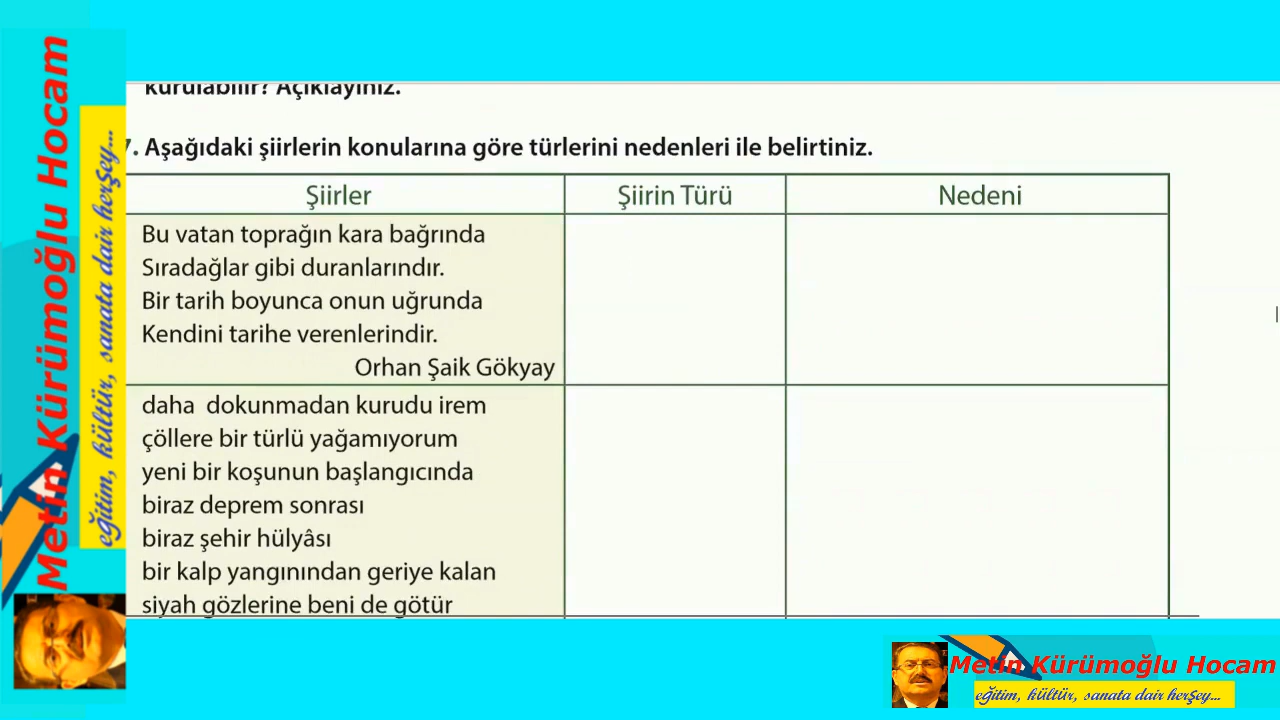 Metin Kürümoğlu Hocam
eğitim, kültür, sanata dair herşey...
kurulabilir? Açıklayınız.
7. Aşağıdaki şiirlerin konularına göre türlerini nedenleri ile belirtiniz.
Şiirler Şiirin Türü Nedeni
Bu vatan toprağın kara bağrında
Sıradağlar gibi duranlarındır.
Bir tarih boyunca onun uğrunda
Kendini tarihe verenlerindir.
Orhan Şaik Gökyay
daha dokunmadan kurudu irem
çöllere bir türlü yağamıyorum
yeni bir koşunun başlangıcında
biraz deprem sonrası
biraz şehir hülyâsı
bir kalp yangınından geriye kalan
siyah gözlerine beni de götür
Metin Kürümoğlu Hocam
eğitim, kültür, sanata dair herşey...